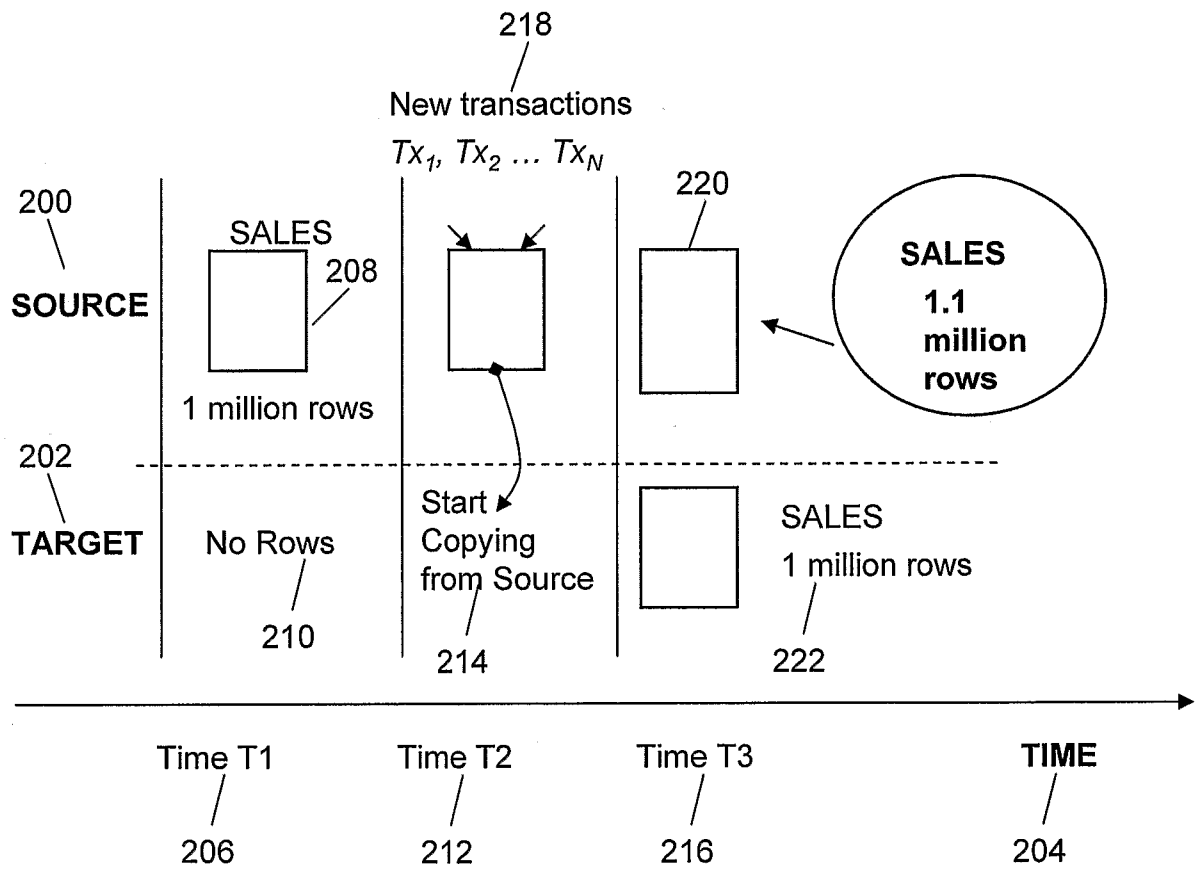 218
New transactions
Tx1, Tx2 ... TxN
200
220
SALES
208
SOURCE
SALES
1.1
million
rows
1 million rows
202
Start
Copying
from Source
TARGET
No Rows
SALES
1 million rows
210
214
222
Time T1
Time T2
Time T3
TIME
206
212
216
204